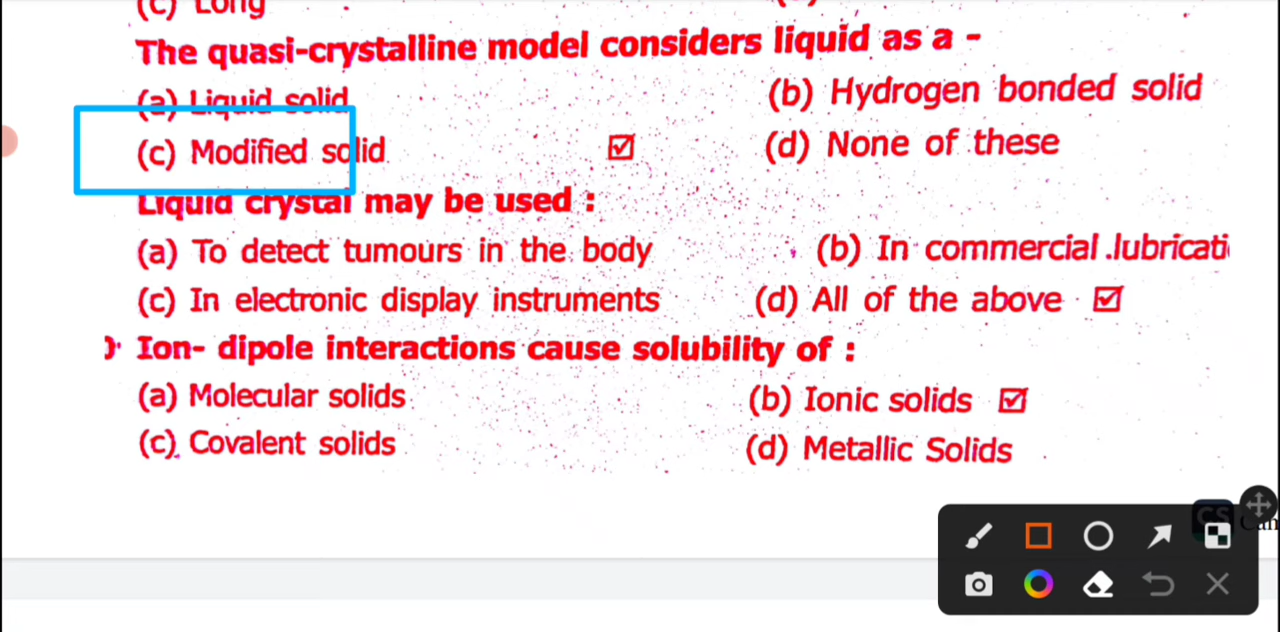 (c) Long
The quasi-crystalline model considers liquid as a -
(a) Liquid solid (b) Hydrogen bonded solid
(c) Modified solid ☑ (d) None of these
Liquid crystal may be used :
(a) To detect tumours in the body (b) In commercial
(c) In electronic display instruments (d) All of the above ☑
Ion- dipole interactions cause solubility of :
(a) Molecular solids (b) Ionic solids ☑
(c) Covalent solids (d) Metallic Solids
CS